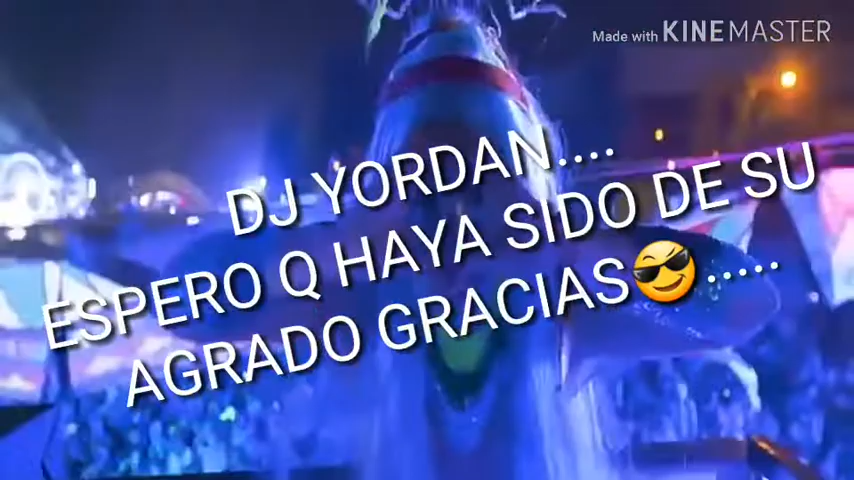 Made with KINEMASTER
DJ YORDAN....
ESPERO Q HAYA SIDO DE SU
AGRADO GRACIAS😎.....